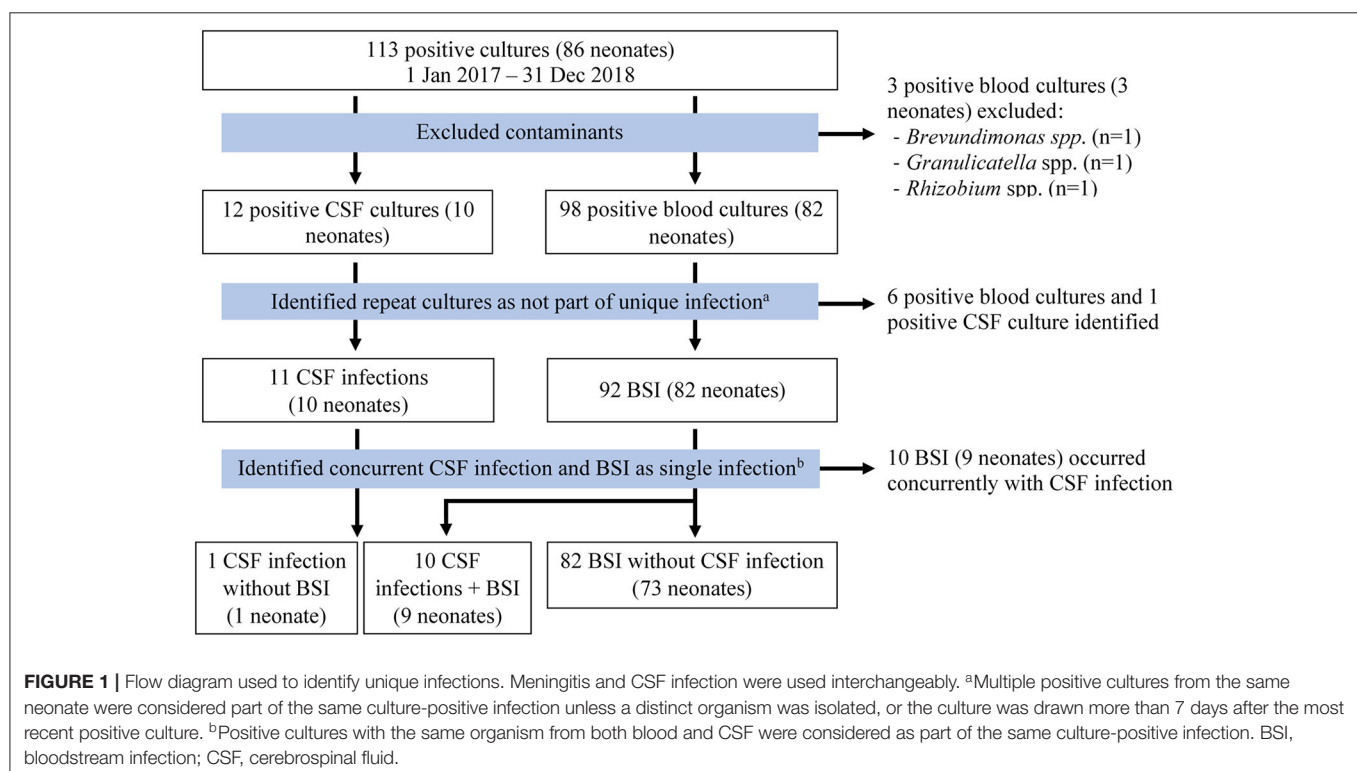 113 positive cultures (86 neonates)
1 Jan 2017 – 31 Dec 2018
Excluded contaminants
3 positive blood cultures (3
neonates) excluded:
- Brevundimonas spp. (n=1)
- Granulicatella spp. (n=1)
- Rhizobium spp. (n=1)
12 positive CSF cultures (10
neonates)
98 positive blood cultures (82
neonates)
Identified repeat cultures as not part of unique infectionᵃ
6 positive blood cultures and 1
positive CSF culture identified
11 CSF infections
(10 neonates)
92 BSI (82 neonates)
Identified concurrent CSF infection and BSI as single infectionᵇ
10 BSI (9 neonates) occurred
concurrently with CSF infection
1 CSF infection
without BSI
(1 neonate)
10 CSF
infections + BSI
(9 neonates)
82 BSI without CSF infection
(73 neonates)
FIGURE 1 | Flow diagram used to identify unique infections. Meningitis and CSF infection were used interchangeably. ᵃMultiple positive cultures from the same
neonate were considered part of the same culture-positive infection unless a distinct organism was isolated, or the culture was drawn more than 7 days after the most
recent positive culture. ᵇPositive cultures with the same organism from both blood and CSF were considered as part of the same culture-positive infection. BSI,
bloodstream infection; CSF, cerebrospinal fluid.